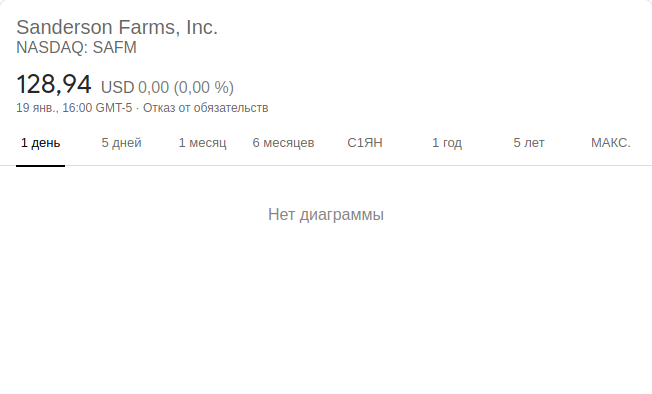 Sanderson Farms, Inc.
NASDAQ: SAFM
128,94 USD 0,00 (0,00 %)
19 янв., 16:00 GMT-5 · Отказ от обязательств
1 день 5 дней 1 месяц 6 месяцев С1ЯН 1 год 5 лет МАКС.
Нет диаграммы